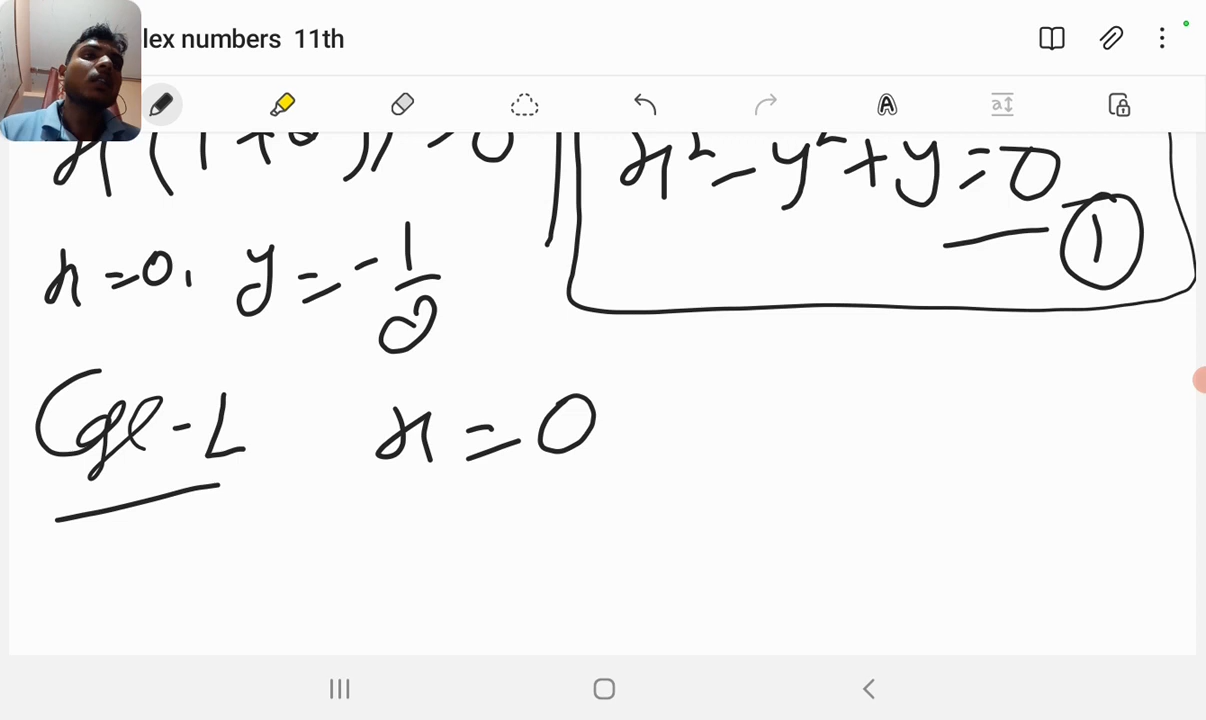 lex numbers 11th
x² - y² + y = 0
①
x = 0, y = -1/2
Case-1 x = 0